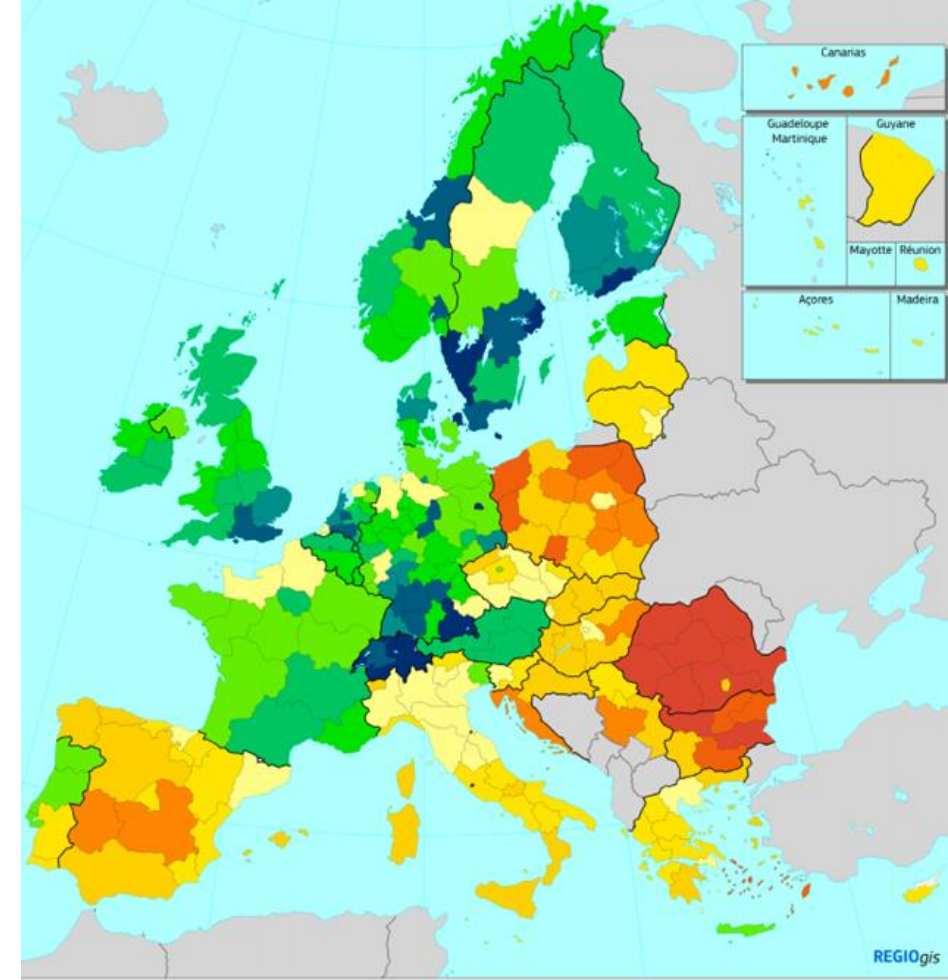 Canarias
Guadeloupe
Martinique
Guyane
Mayotte
Réunion
Açores
Madeira
REGIOgis